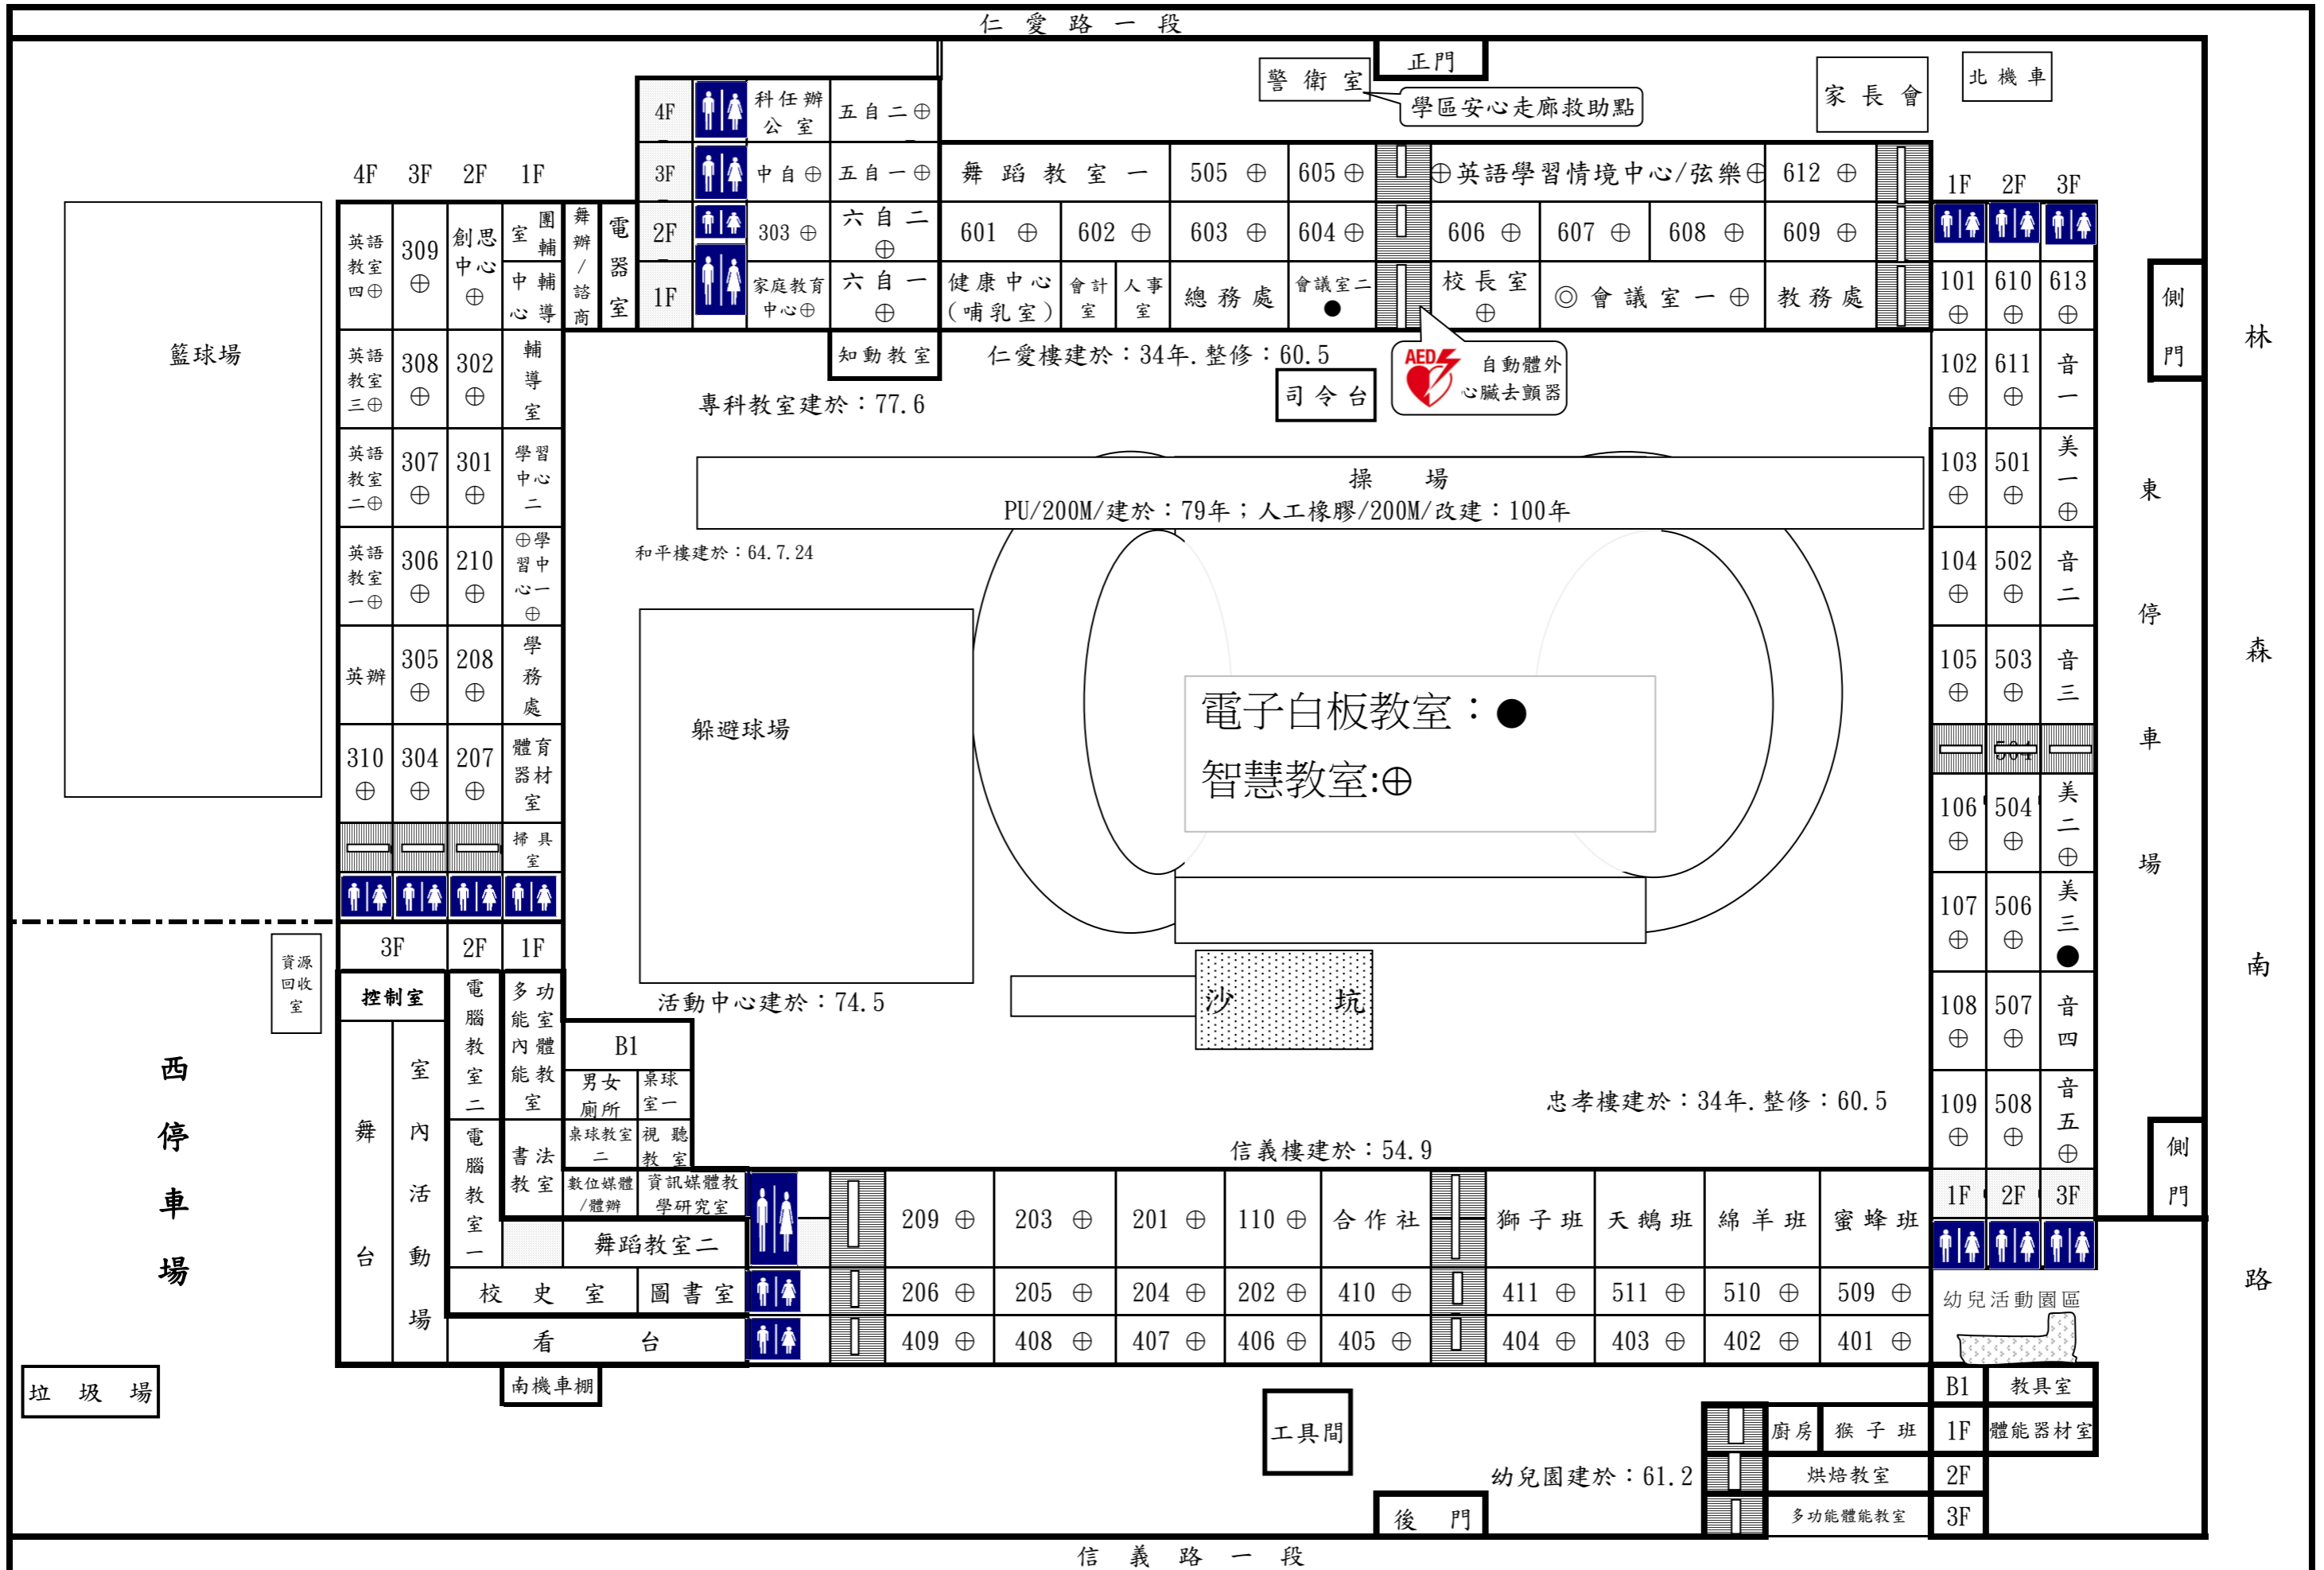 仁愛路一段
正門
警衛室
學區安心走廊救助點
家長會
北機車
4F
科任辦公室
五自二⊕
3F
中自⊕
五自一⊕
舞蹈教室一
505 ⊕
605 ⊕
⊕英語學習情境中心/弦樂⊕
612 ⊕
2F
303 ⊕
六自二
⊕
601 ⊕
602 ⊕
603 ⊕
604 ⊕
606 ⊕
607 ⊕
608 ⊕
609 ⊕
1F
家庭教育
中心⊕
六自一
⊕
健康中心
(哺乳室)
會計室
人事室
總務處
會議室二
●
校長室
⊕
◎會議室一⊕
教務處
4F 3F 2F 1F
英語教室四⊕
309
⊕
創思中心
⊕
團輔室
輔導中心
舞辦/諮商
電器室
英語教室三⊕
308
⊕
302
⊕
輔導室
英語教室二⊕
307
⊕
301
⊕
學習中心二
英語教室一⊕
306
⊕
210
⊕
⊕學習中心一⊕
英辦
305
⊕
208
⊕
學務處
310
⊕
304
⊕
207
⊕
體育器材室
掃具室
籃球場
知動教室
仁愛樓建於：34年.整修：60.5
專科教室建於：77.6
司令台
AED
自動體外
心臟去顫器
操場
PU/200M/建於：79年；人工橡膠/200M/改建：100年
和平樓建於：64.7.24
躲避球場
電子白板教室：●
智慧教室:⊕
沙坑
活動中心建於：74.5
忠孝樓建於：34年.整修：60.5
信義樓建於：54.9
1F 2F 3F
101
⊕
610
⊕
613
⊕
102
⊕
611
⊕
音一
103
⊕
501
⊕
美一⊕
104
⊕
502
⊕
音二
105
⊕
503
⊕
音三
504
106
⊕
504
⊕
美二⊕
107
⊕
506
⊕
美三●
108
⊕
507
⊕
音四
109
⊕
508
⊕
音五⊕
1F 2F 3F
側門
側門
東停車場
林森南路
資源回收室
西停車場
垃圾場
3F 2F 1F
控制室
舞台
室內活動場
電腦教室二
電腦教室一
多功能室內體能教室
書法教室
B1
男女廁所
桌球室一
桌球教室二
視聽教室
數位媒體/體辦
資訊媒體教學研究室
舞蹈教室二
校史室
圖書室
看台
南機車棚
209 ⊕
203 ⊕
201 ⊕
110 ⊕
合作社
獅子班
天鵝班
綿羊班
蜜蜂班
206 ⊕
205 ⊕
204 ⊕
202 ⊕
410 ⊕
411 ⊕
511 ⊕
510 ⊕
509 ⊕
409 ⊕
408 ⊕
407 ⊕
406 ⊕
405 ⊕
404 ⊕
403 ⊕
402 ⊕
401 ⊕
幼兒活動園區
B1
教具室
廚房
猴子班
1F
體能器材室
烘焙教室
2F
多功能體能教室
3F
幼兒園建於：61.2
工具間
後門
信義路一段